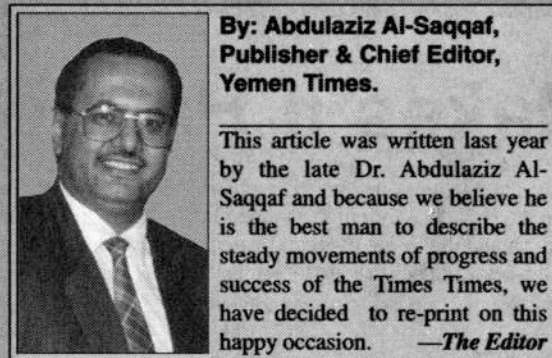 By: Abdulaziz Al-Saqqaf,
Publisher & Chief Editor,
Yemen Times.
This article was written last year
by the late Dr. Abdulaziz Al-
Saqqaf and because we believe he
is the best man to describe the
steady movements of progress and
success of the Times Times, we
have decided to re-print on this
happy occasion. —The Editor